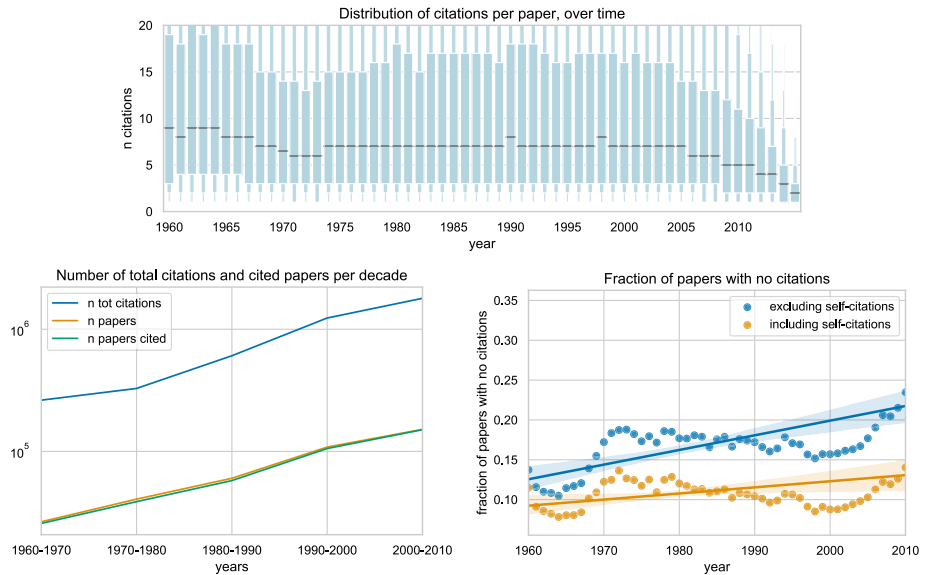 Distribution of citations per paper, over time
20
15
10
5
0
n citations
1960 1965 1970 1975 1980 1985 1990 1995 2000 2005 2010
year
Number of total citations and cited papers per decade
n tot citations
n papers
n papers cited
10^6
10^5
1960-1970 1970-1980 1980-1990 1990-2000 2000-2010
years
Fraction of papers with no citations
excluding self-citations
including self-citations
0.35
0.30
0.25
0.20
0.15
0.10
fraction of papers with no citations
1960 1970 1980 1990 2000 2010
year